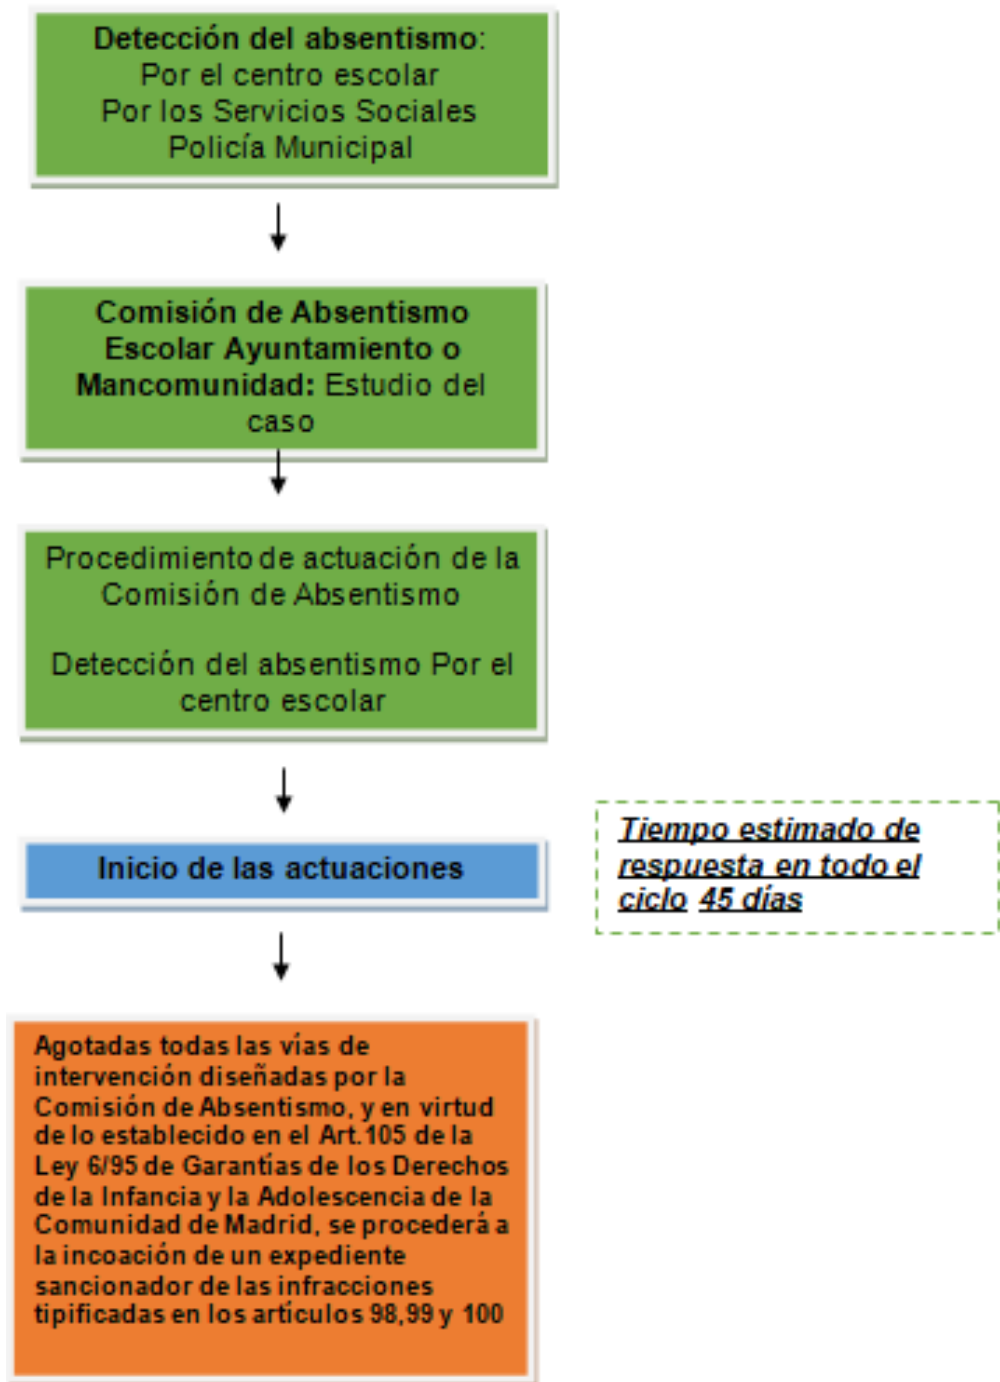 Detección del absentismo:
Por el centro escolar
Por los Servicios Sociales
Policía Municipal
Comisión de Absentismo
Escolar Ayuntamiento o
Mancomunidad: Estudio del
caso
Procedimiento de actuación de la
Comisión de Absentismo
Detección del absentismo Por el
centro escolar
Inicio de las actuaciones
Tiempo estimado de
respuesta en todo el
ciclo 45 días
Agotadas todas las vías de
intervención diseñadas por la
Comisión de Absentismo, y en virtud
de lo establecido en el Art.105 de la
Ley 6/95 de Garantías de los Derechos
de la Infancia y la Adolescencia de la
Comunidad de Madrid, se procederá a
la incoación de un expediente
sancionador de las infracciones
tipificadas en los artículos 98,99 y 100